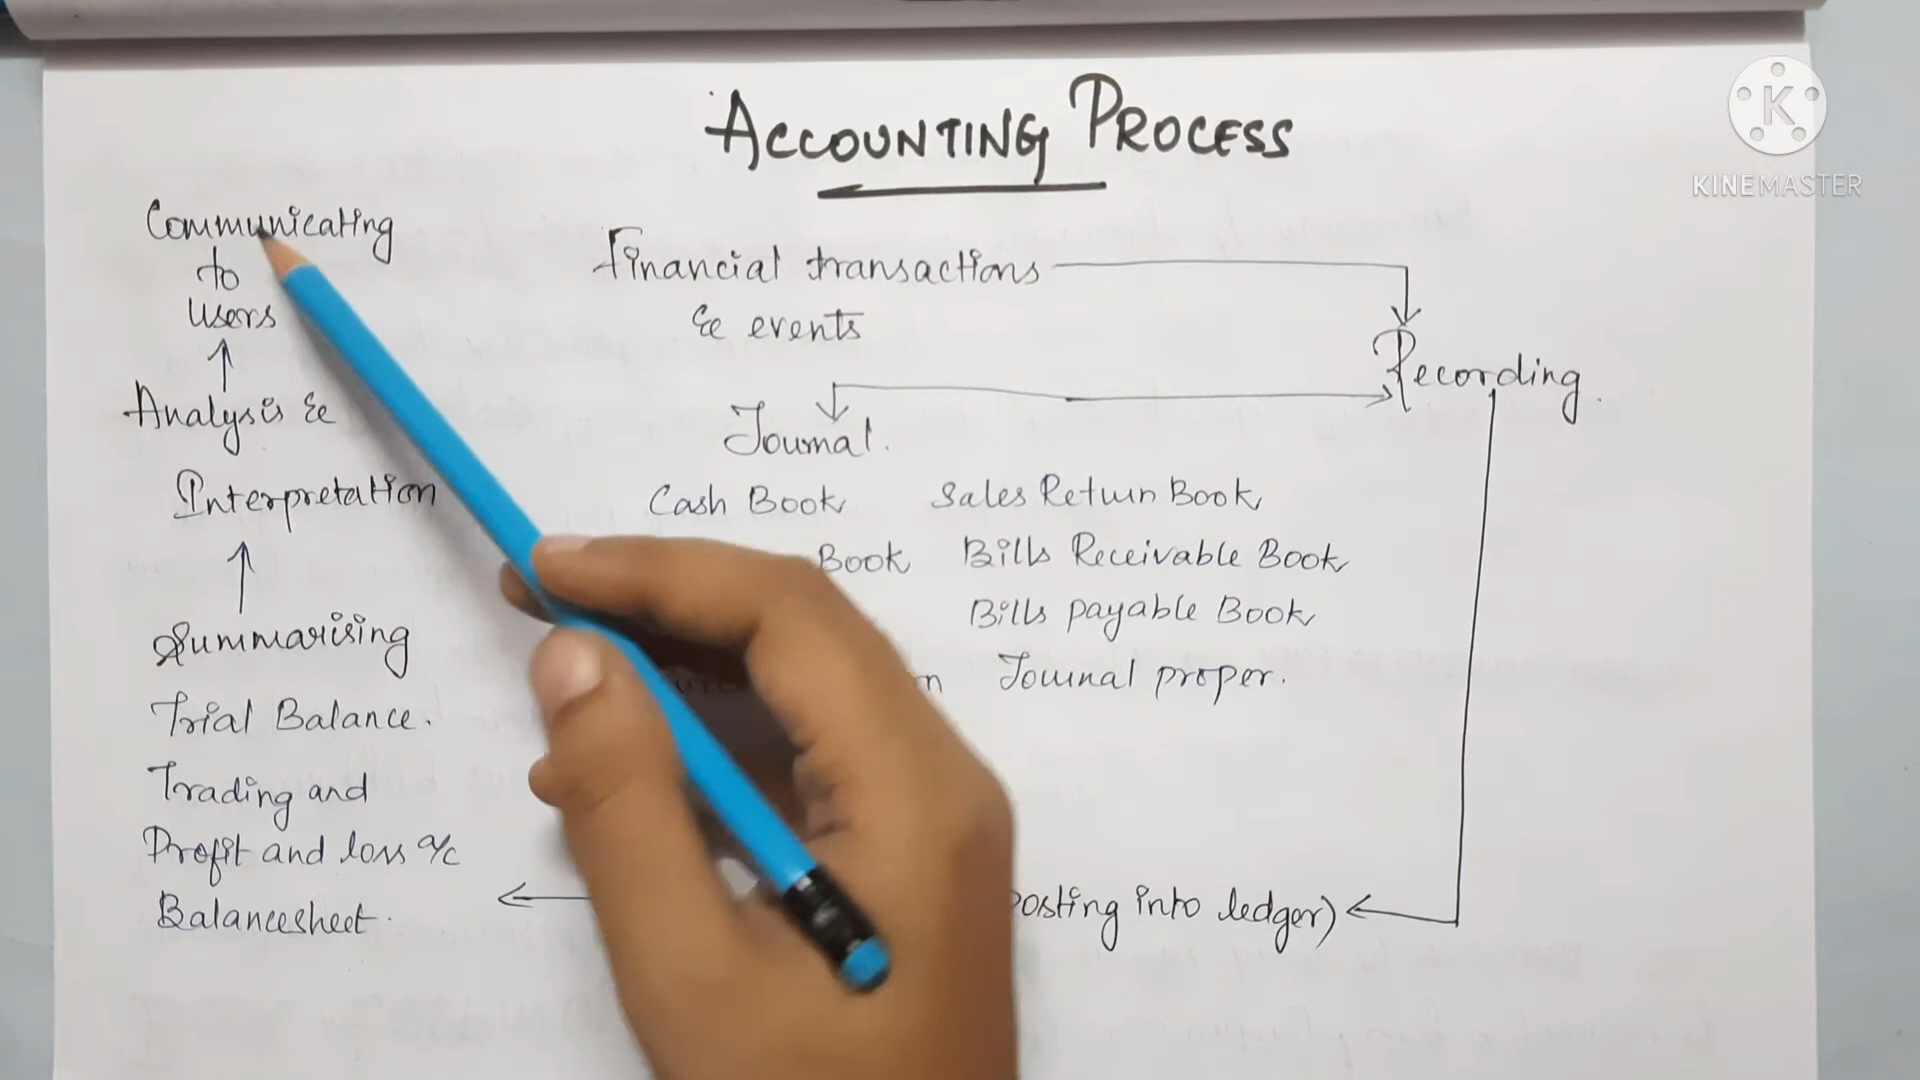 ACCOUNTING PROCESS
KINEMASTER
Communicating
to
Users
Analysis &
Interpretation
Summarising
Trial Balance.
Trading and
Profit and loss a/c
Balancesheet.
Financial transactions
& events
Recording.
Journal.
Cash Book
Book
Sales Return Book
Bills Receivable Book
Bills payable Book
Journal proper.
posting into ledger)